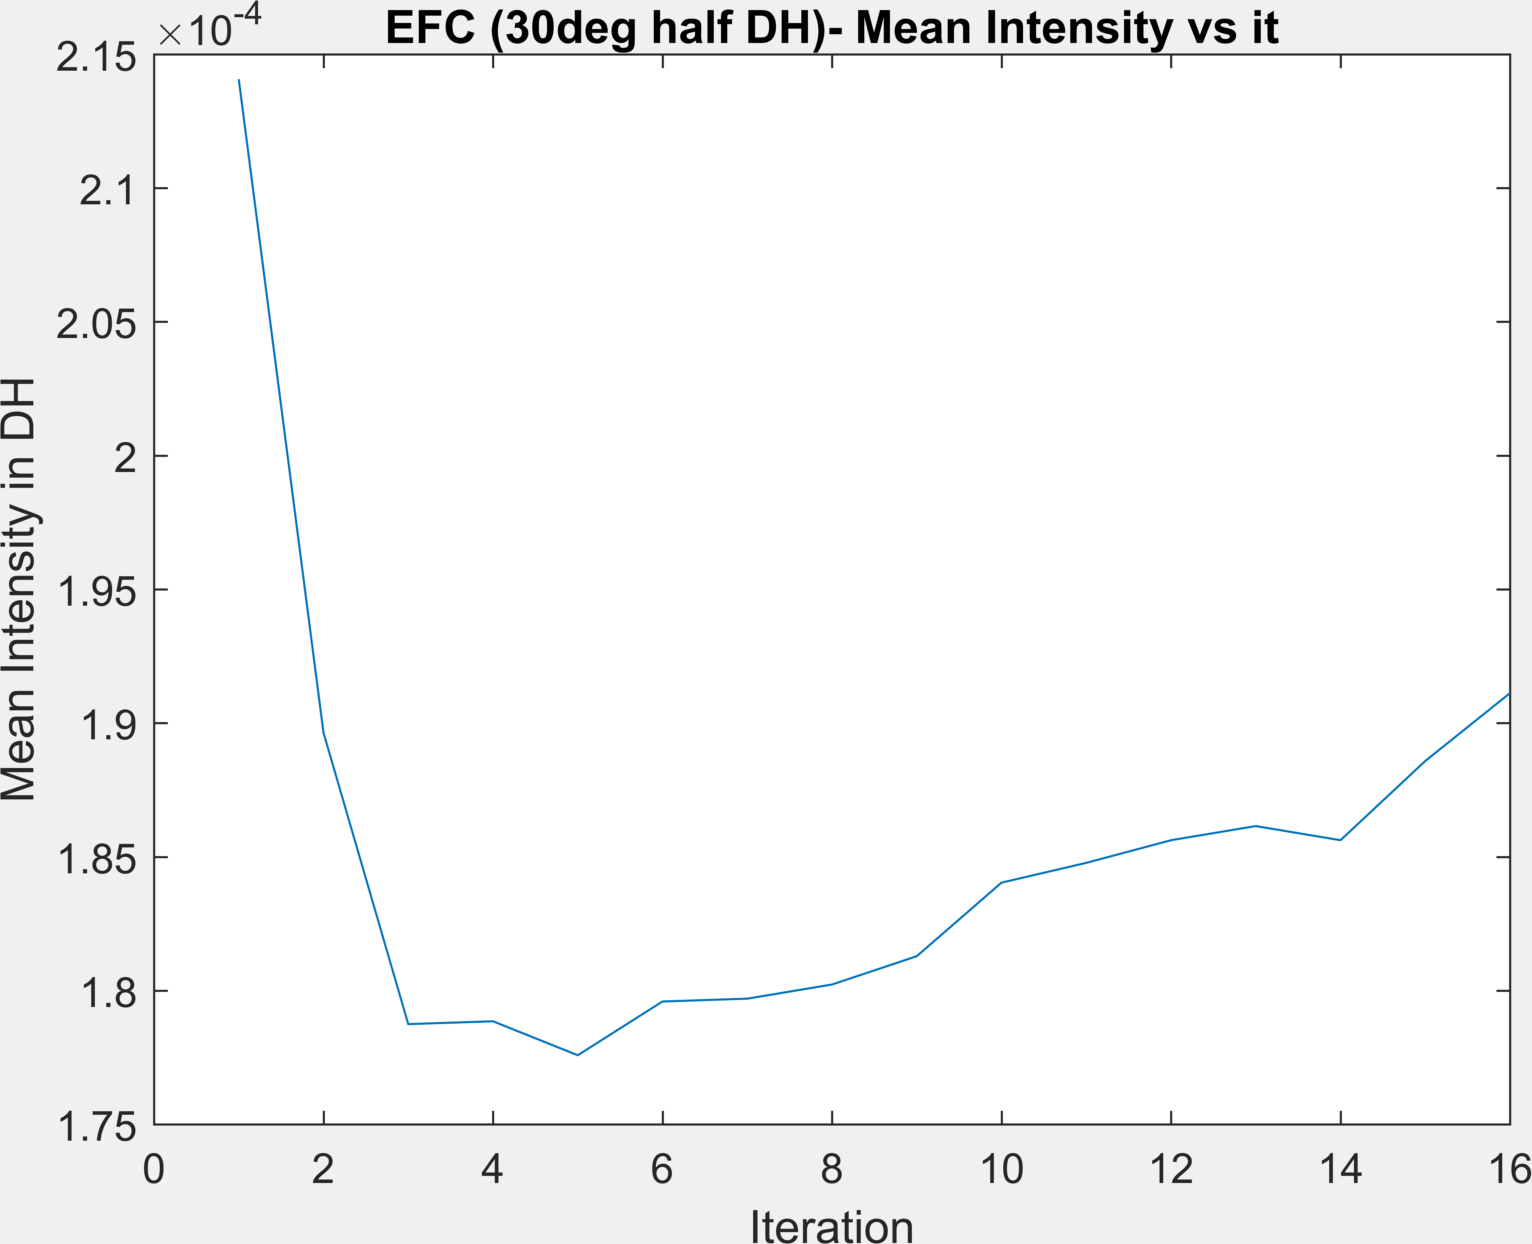 ×10-4
EFC (30deg half DH)- Mean Intensity vs it
2.15
2.1
2.05
2
1.95
1.9
1.85
1.8
1.75
Mean Intensity in DH
0 2 4 6 8 10 12 14 16
Iteration